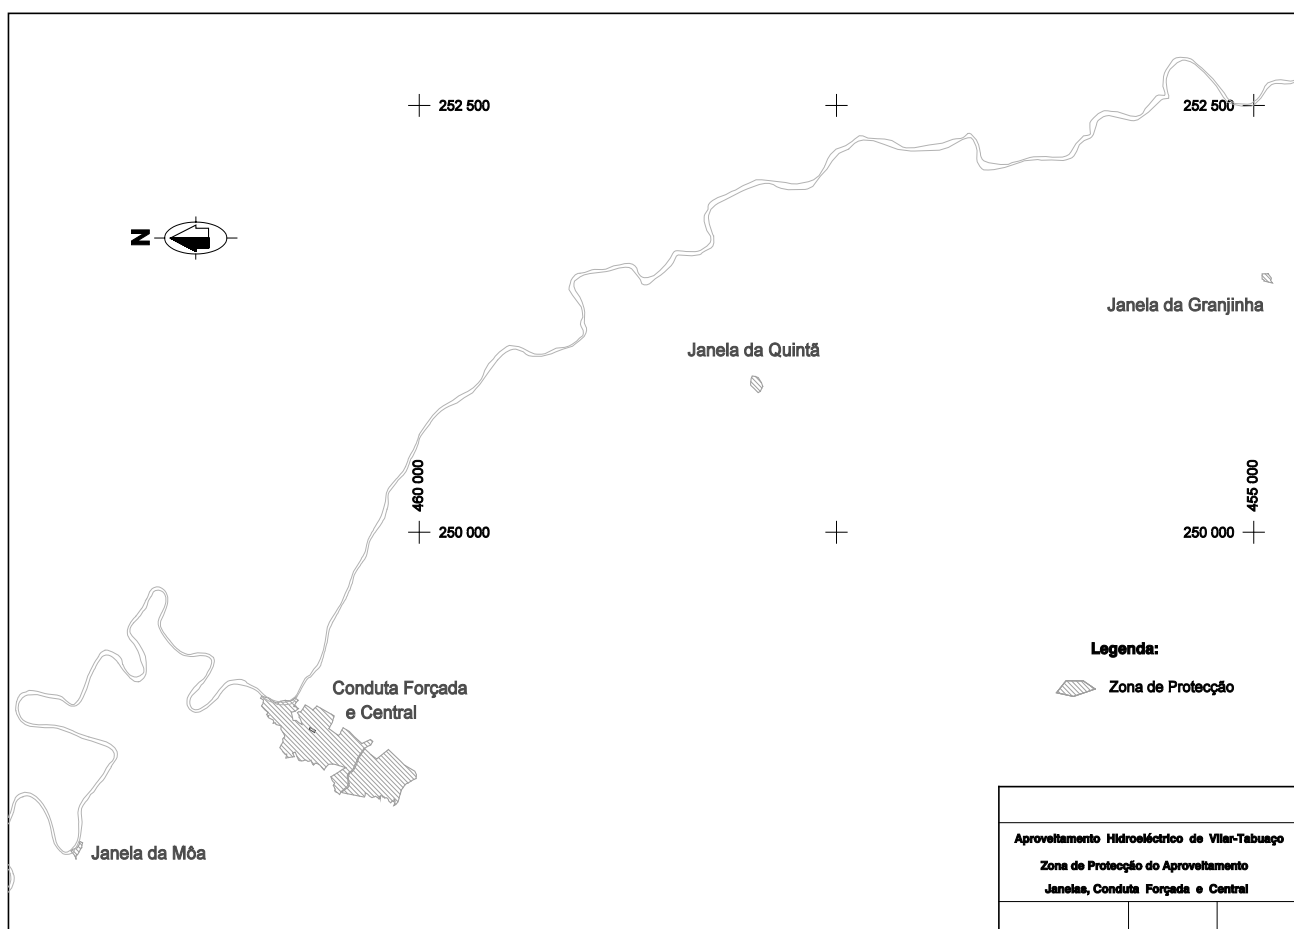 252 500
252 500
N
Janela da Granjinha
Janela da Quintã
460 000
455 000
250 000
250 000
Legenda:
Zona de Protecção
Conduta Forçada
e Central
Aproveitamento Hidroeléctrico de Vilar-Tabuaço
Zona de Protecção do Aproveitamento
Janelas, Conduta Forçada e Central
Janela da Môa